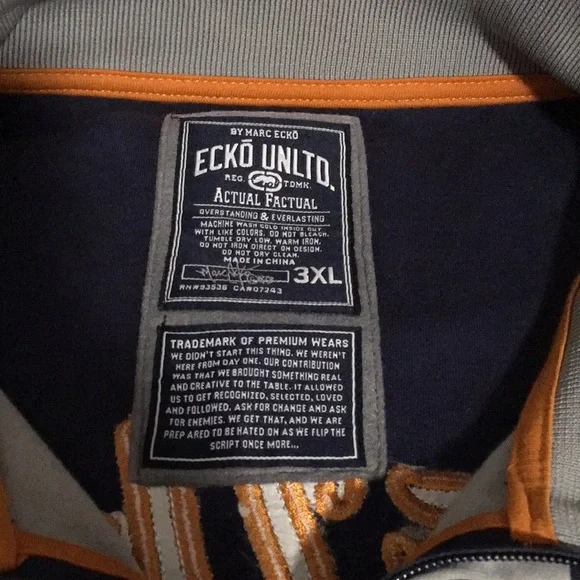 BY MARC ECKŌ
ECKŌ UNLTD.
REG. TDMK.
ACTUAL FACTUAL
OVERSTANDING & EVERLASTING
MACHINE WASH COLD INSIDE OUT
WITH LIKE COLORS. DO NOT BLEACH.
TUMBLE DRY LOW. WARM IRON.
DO NOT IRON DIRECT ON DESIGN.
DO NOT DRY CLEAN.
MADE IN CHINA
3XL
RN#93536 CA#07243
TRADEMARK OF PREMIUM WEARS
WE DIDN'T START THIS THING. WE WEREN'T
HERE FROM DAY ONE. OUR CONTRIBUTION
WAS THAT WE BROUGHT SOMETHING REAL
AND CREATIVE TO THE TABLE. IT ALLOWED
US TO GET RECOGNIZED, SELECTED, LOVED
AND FOLLOWED. ASK FOR CHANGE AND ASK
FOR ENEMIES. WE GET THAT, AND WE ARE
PREP ARED TO BE HATED ON AS WE FLIP THE
SCRIPT ONCE MORE...